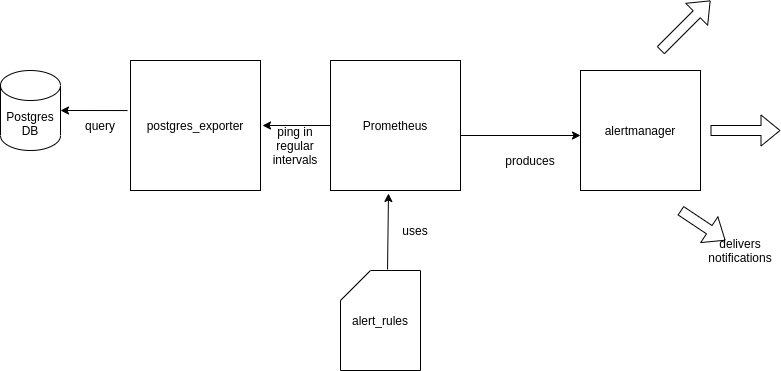 Postgres
DB
query
postgres_exporter
ping in
regular
intervals
Prometheus
uses
alert_rules
produces
alertmanager
delivers
notifications